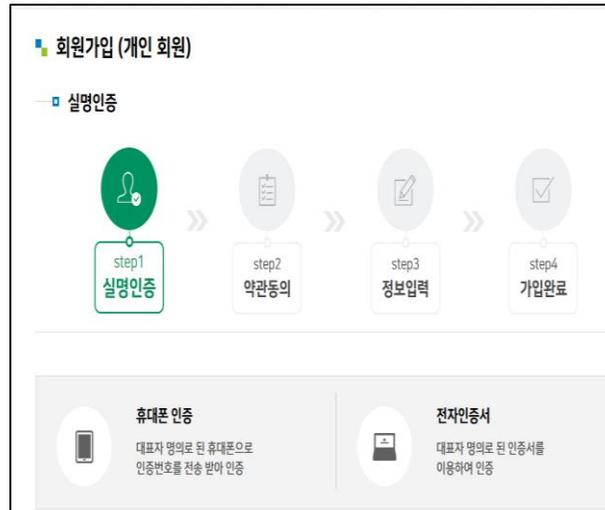 회원가입 (개인 회원)
실명인증
step1
실명인증
step2
약관동의
step3
정보입력
step4
가입완료
휴대폰 인증
대표자 명의로 된 휴대폰으로
인증번호를 전송 받아 인증
전자인증서
대표자 명의로 된 인증서를
이용하여 인증